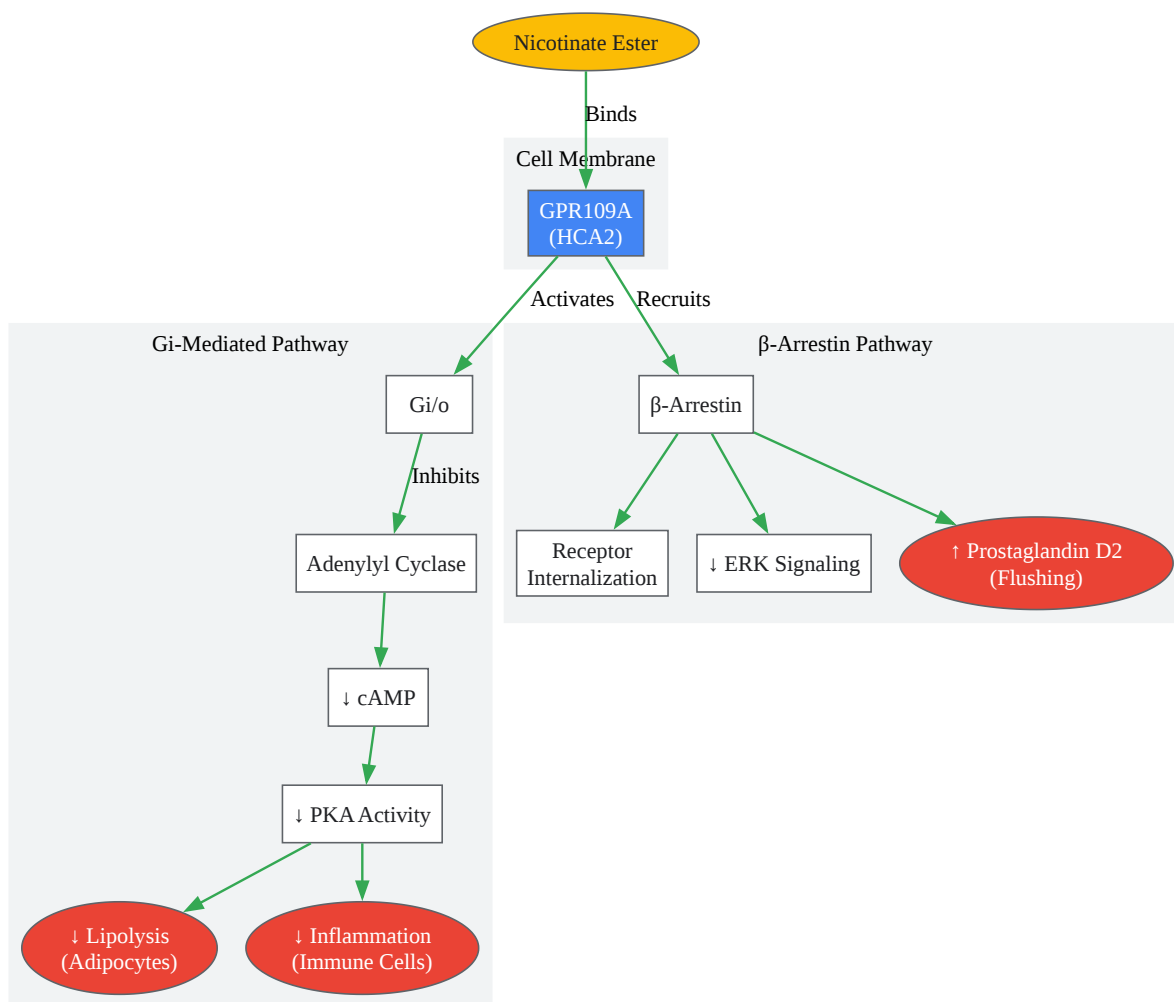 Nicotinate Ester
Binds
Cell Membrane
GPR109A
(HCA2)
Activates
Recruits
Gi-Mediated Pathway
β-Arrestin Pathway
Gi/o
β-Arrestin
Inhibits
Adenylyl Cyclase
Receptor
Internalization
↓ ERK Signaling
↑ Prostaglandin D2
(Flushing)
↓ cAMP
↓ PKA Activity
↓ Lipolysis
(Adipocytes)
↓ Inflammation
(Immune Cells)